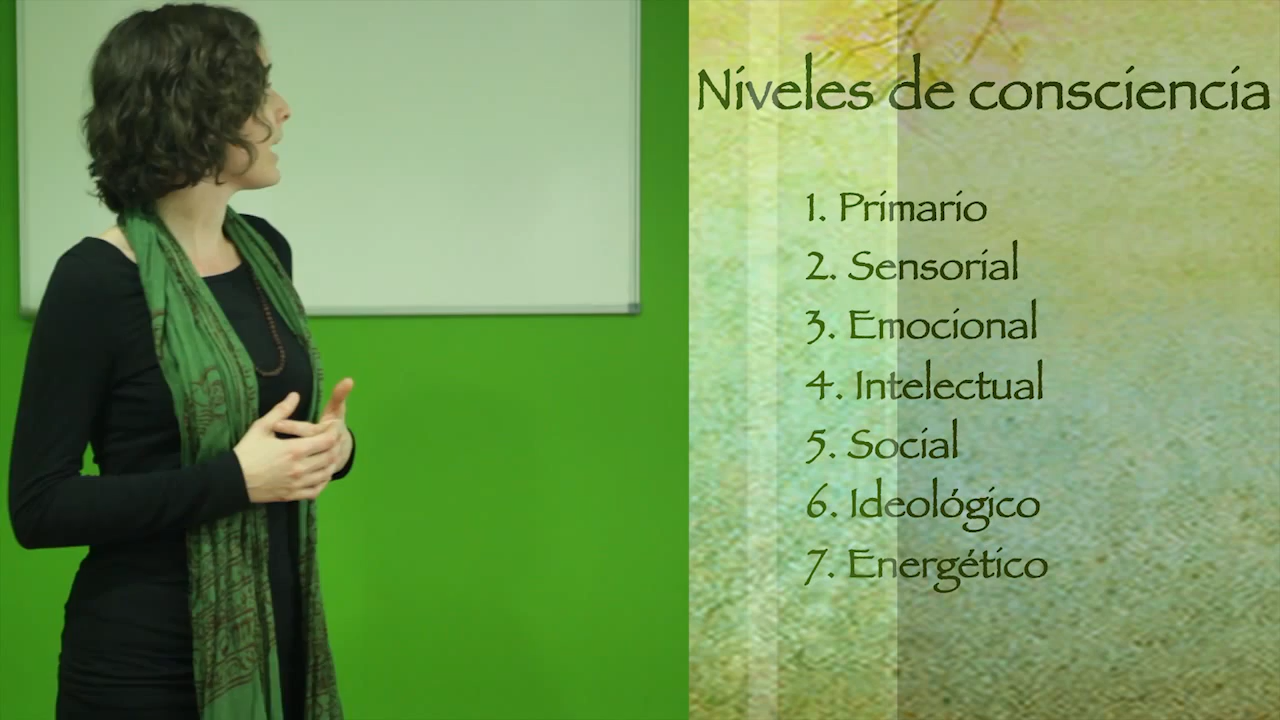 Niveles de consciencia
1. Primario
2. Sensorial
3. Emocional
4. Intelectual
5. Social
6. Ideológico
7. Energético